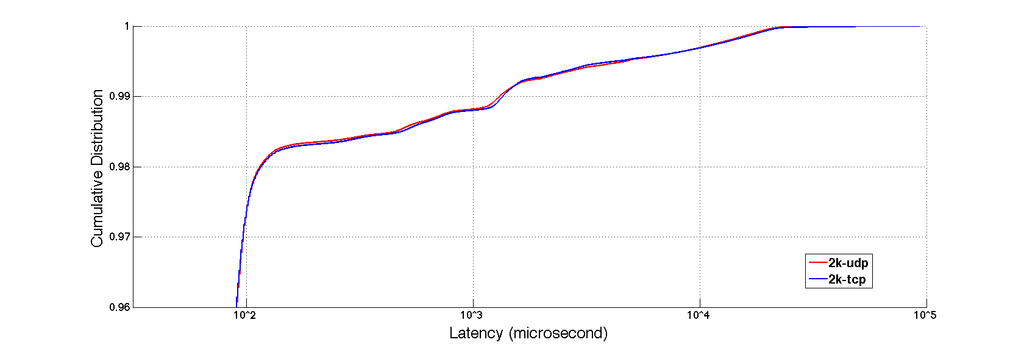 Cumulative Distribution
1
0.99
0.98
0.97
0.96
10^2
10^3
10^4
10^5
Latency (microsecond)
2k-udp
2k-tcp